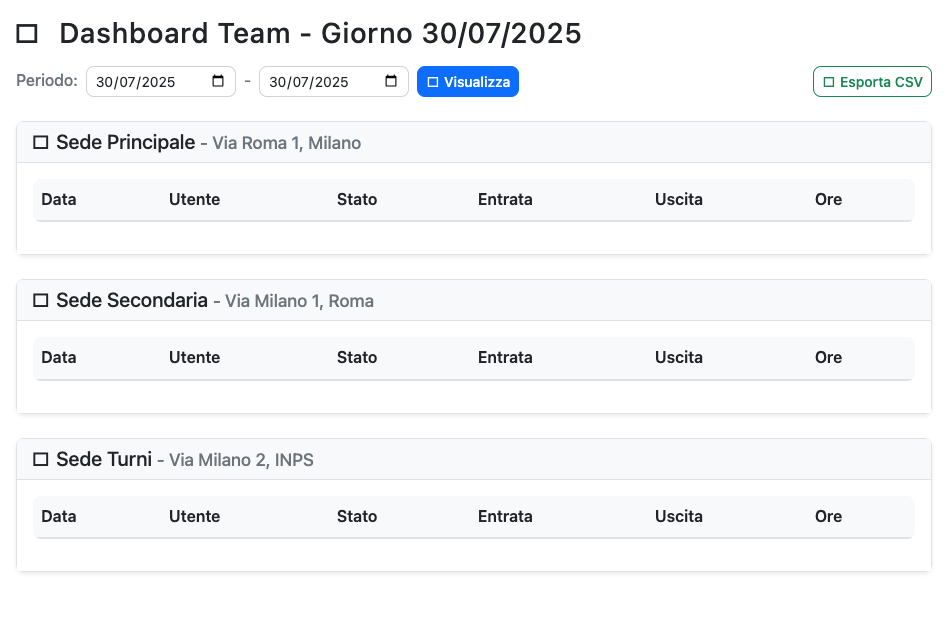 Dashboard Team - Giorno 30/07/2025
Periodo: 30/07/2025 - 30/07/2025 Visualizza Esporta CSV
Sede Principale - Via Roma 1, Milano
Data Utente Stato Entrata Uscita Ore
Sede Secondaria - Via Milano 1, Roma
Data Utente Stato Entrata Uscita Ore
Sede Turni - Via Milano 2, INPS
Data Utente Stato Entrata Uscita Ore